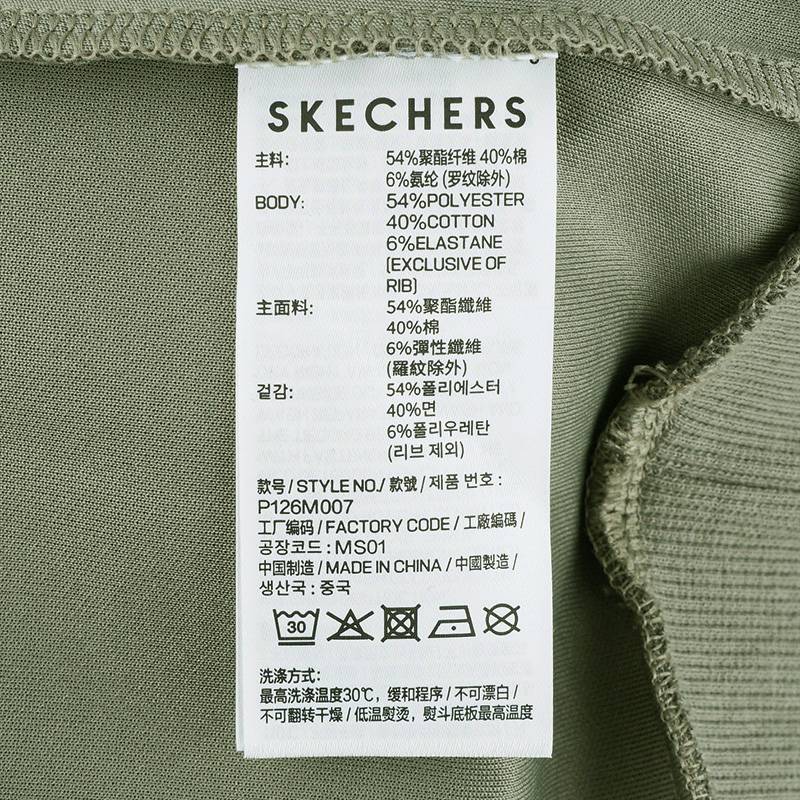 SKECHERS
主料: 54%聚酯纤维 40%棉
6%氨纶 (罗纹除外)
BODY: 54%POLYESTER
40%COTTON
6%ELASTANE
(EXCLUSIVE OF
RIB)
主面料: 54%聚酯纖維
40%棉
6%彈性纖維
(羅紋除外)
겉감: 54%폴리에스터
40%면
6%폴리우레탄
(리브 제외)
款号 / STYLE NO./ 款號 / 제품 번호 :
P126M007
工厂编码 / FACTORY CODE / 工廠編碼 /
공장코드 : MS01
中国制造 / MADE IN CHINA / 中國製造 /
생산국 : 중국
30
洗涤方式:
最高洗涤温度30℃，缓和程序 / 不可漂白 /
不可翻转干燥 / 低温熨烫，熨斗底板最高温度